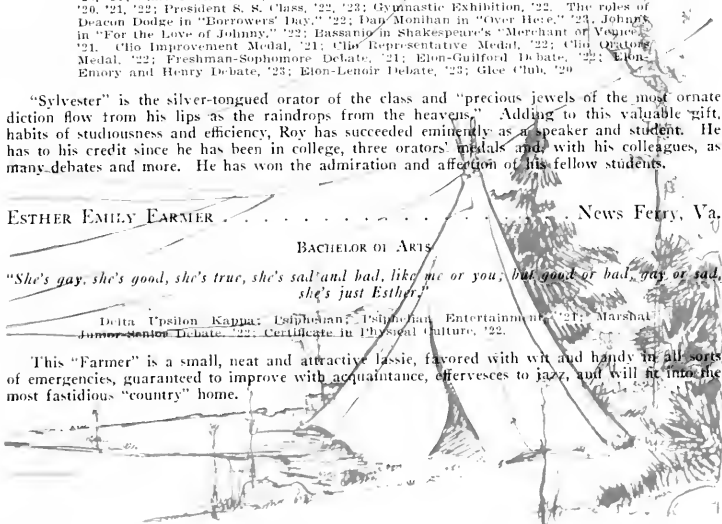 '20, '21, '22; President S. S. Class, '22, '23; Gymnastic Exhibition, '22. The roles of
Deacon Dodge in "Borrowers' Day," '22; Dan Monihan in "Over Here," '23, Johnny
in "For the Love of Johnny," '22; Bassanio in Shakespeare's "Merchant of Venice,"
'21. Clio Improvement Medal, '21; Clio Representative Medal, '22; Clio Orators
Medal, '22; Freshman-Sophomore Debate, '21; Elon-Guilford Debate, '22; Elon-
Emory and Henry Debate, '23; Elon-Lenoir Debate, '23; Glee Club, '20
"Sylvester" is the silver-tongued orator of the class and "precious jewels of the most ornate
diction flow from his lips as the raindrops from the heavens." Adding to this valuable gift,
habits of studiousness and efficiency, Roy has succeeded eminently as a speaker and student. He
has to his credit since he has been in college, three orators' medals and, with his colleagues, as
many debates and more. He has won the admiration and affection of his fellow students.
ESTHER EMILY FARMER . . . . . . . . . . . . . . . . . . . . News Ferry, Va.
BACHELOR OF ARTS
"She's gay, she's good, she's true, she's sad and bad, like me or you; but good or bad, gay or sad,
she's just Esther."
Delta Upsilon Kappa; Psiphelian; Psiphelian Entertainment, '21; Marshal
Junior-Senior Debate, '22; Certificate in Physical Culture, '22.
This "Farmer" is a small, neat and attractive lassie, favored with wit and handy in all sorts
of emergencies, guaranteed to improve with acquaintance, effervesces to jazz, and will fit into the
most fastidious "country" home.